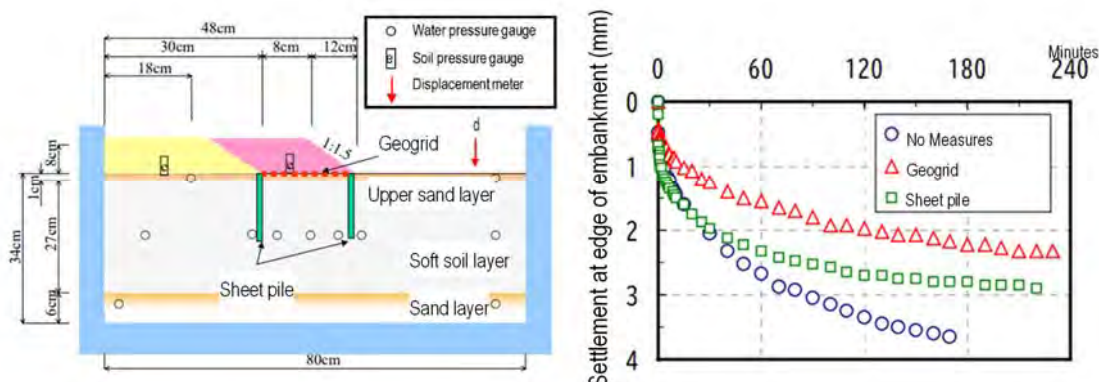 48cm
30cm
8cm
12cm
18cm
Water pressure gauge
Soil pressure gauge
Displacement meter
d
1:1.5
Geogrid
8cm
1cm
Upper sand layer
34cm
27cm
Soft soil layer
Sheet pile
6cm
Sand layer
80cm
Minutes
0 60 120 180 240
Settlement at edge of embankment (mm)
0
1
2
3
4
No Measures
Geogrid
Sheet pile